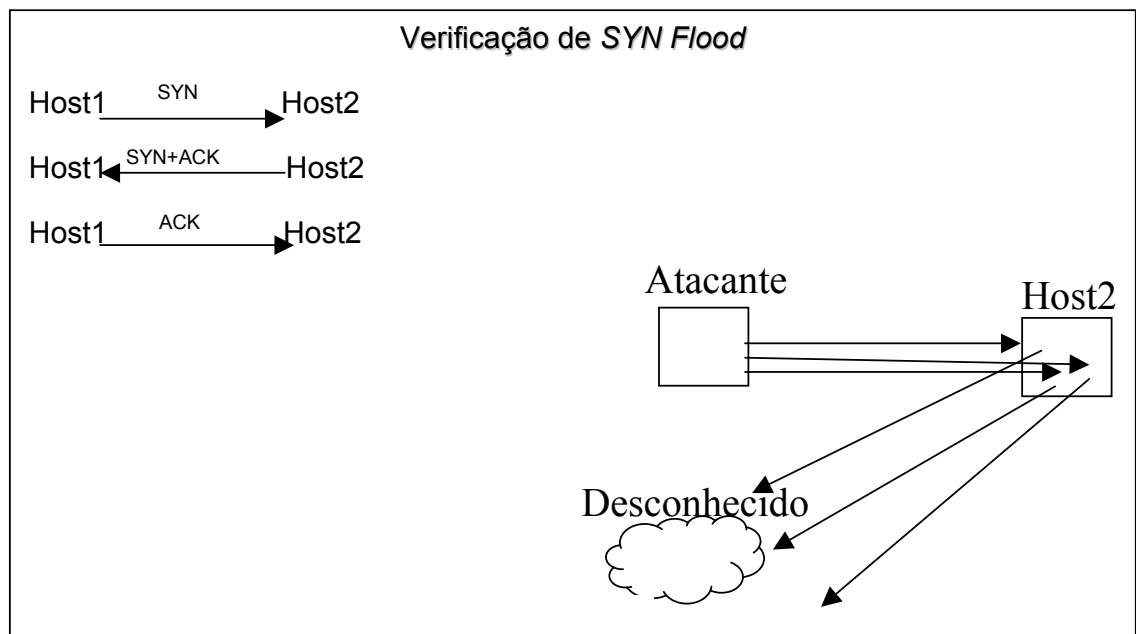 Verificação de SYN Flood
Host1 SYN Host2
Host1 SYN+ACK Host2
Host1 ACK Host2
Atacante
Host2
Desconhecido